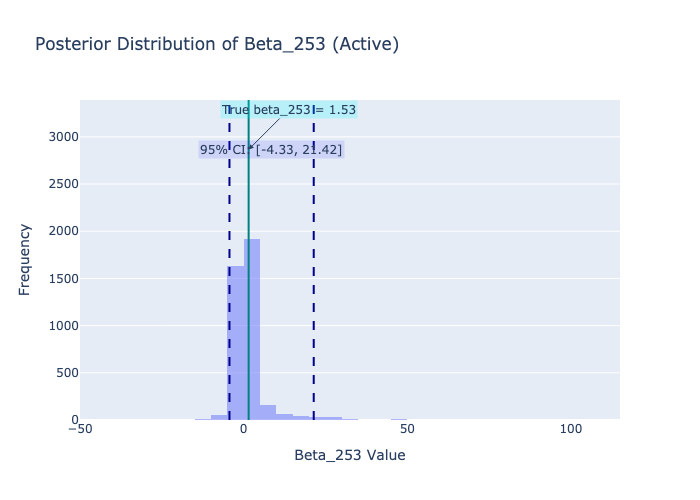 Posterior Distribution of Beta_253 (Active)
True beta_253 = 1.53
95% CI: [-4.33, 21.42]
3000
2500
2000
1500
1000
500
0
−50
0
50
100
Frequency
Beta_253 Value